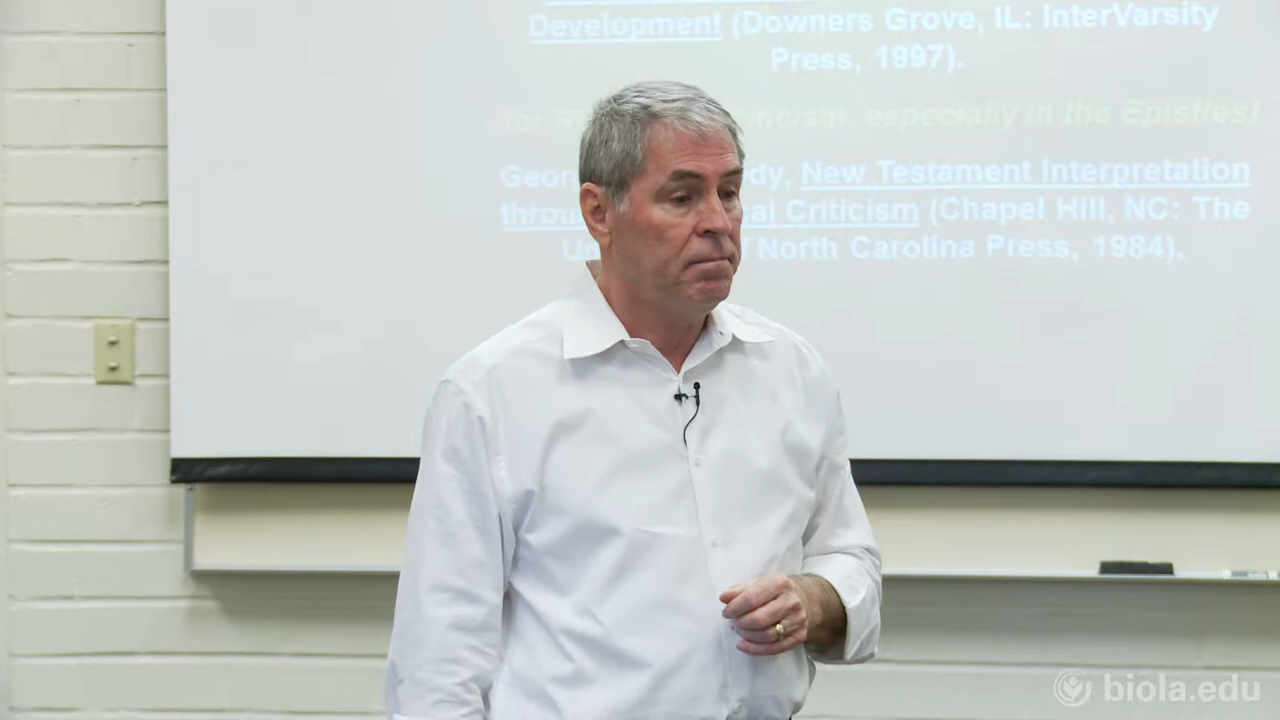 Development (Downers Grove, IL: InterVarsity
Press, 1997).
especially in the Epistles!
New Testament Interpretation
Criticism (Chapel Hill, NC: The
North Carolina Press, 1984).
biola.edu